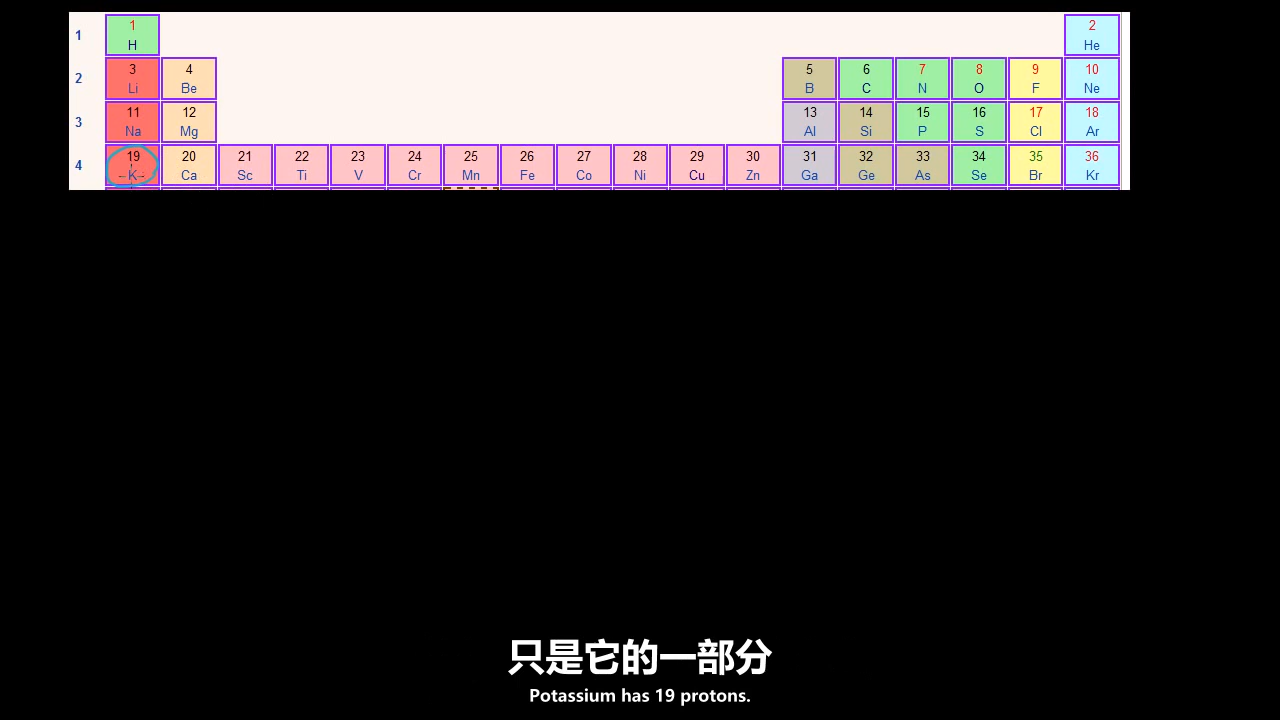 1 2
1 H He
3 4 5 6 7 8 9 10
2 Li Be B C N O F Ne
11 12 13 14 15 16 17 18
3 Na Mg Al Si P S Cl Ar
19 20 21 22 23 24 25 26 27 28 29 30 31 32 33 34 35 36
4 K Ca Sc Ti V Cr Mn Fe Co Ni Cu Zn Ga Ge As Se Br Kr
只是它的一部分
Potassium has 19 protons.